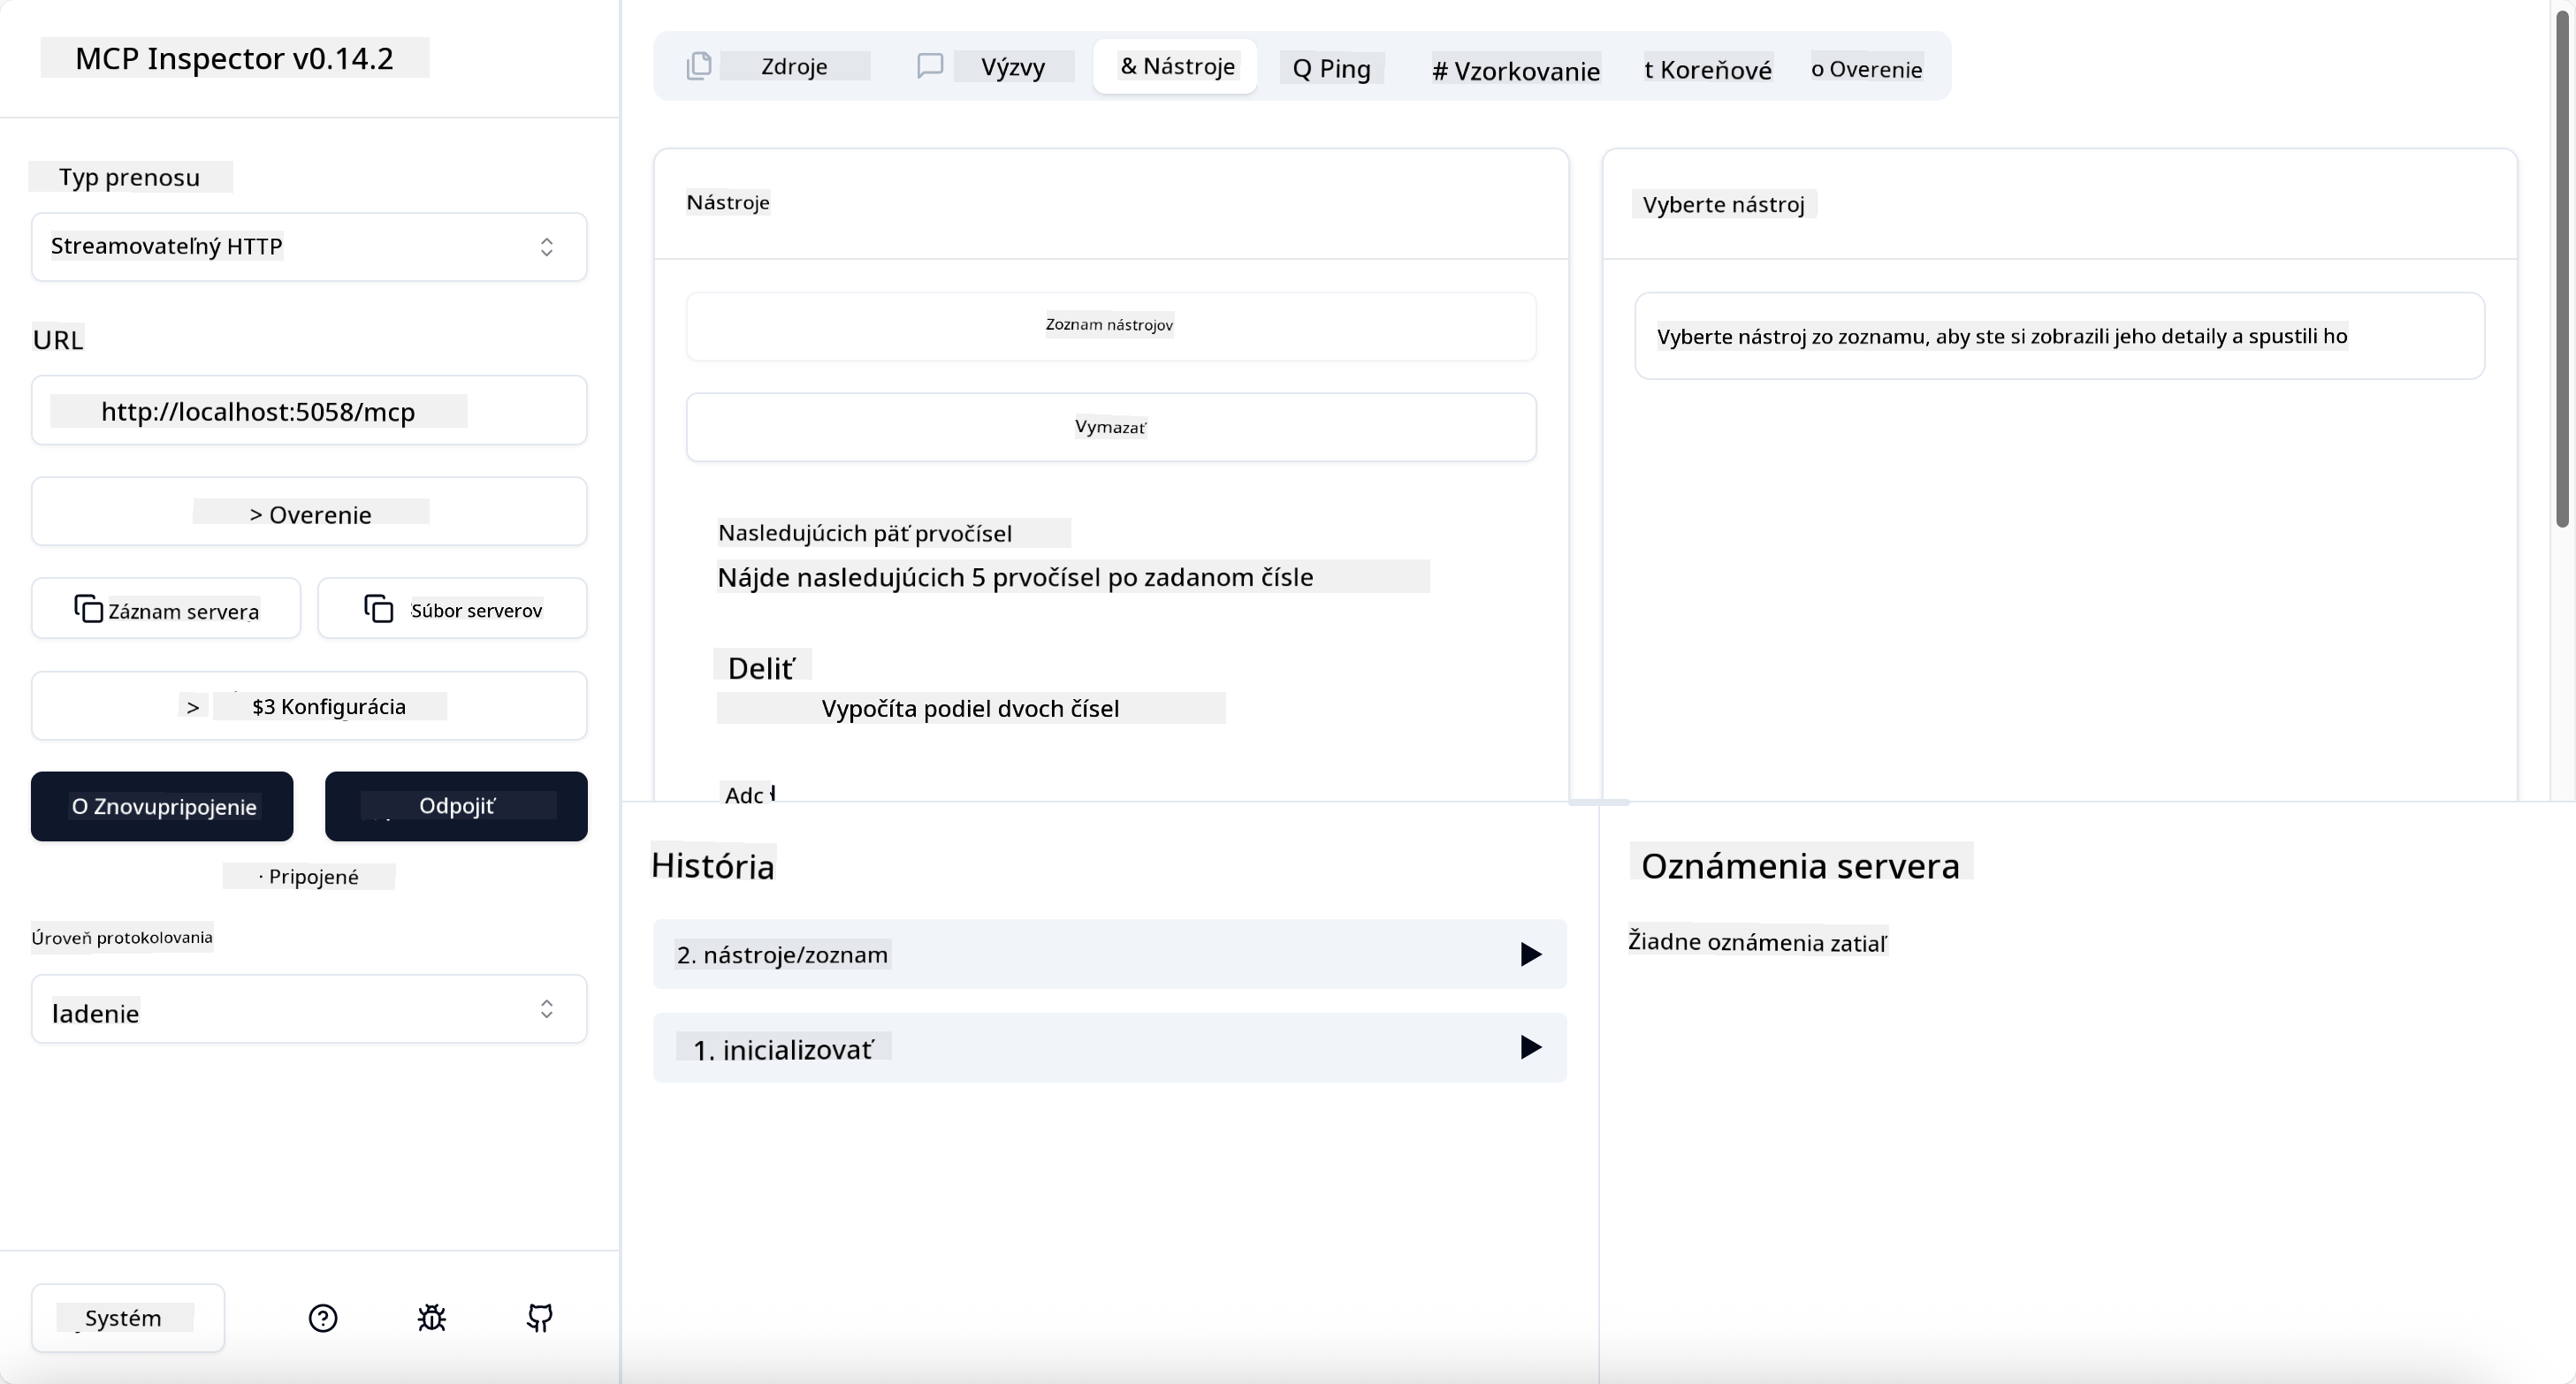 MCP Inspector v0.14.2
Typ prenosu
Streamovateľný HTTP
URL
http://localhost:5058/mcp
> Overenie
Záznam servera
Súbor serverov
> $3 Konfigurácia
O Znovupripojenie
Odpojiť
· Pripojené
Úroveň protokolovania
ladenie
Systém
Zdroje
Výzvy
& Nástroje
Q Ping
# Vzorkovanie
t Koreňové
o Overenie
Nástroje
Zoznam nástrojov
Vymazať
Nasledujúcich päť prvočísel
Nájde nasledujúcich 5 prvočísel po zadanom čísle
Deliť
Vypočíta podiel dvoch čísel
Adc
Vyberte nástroj
Vyberte nástroj zo zoznamu, aby ste si zobrazili jeho detaily a spustili ho
História
2. nástroje/zoznam
1. inicializovať
Oznámenia servera
Žiadne oznámenia zatiaľ